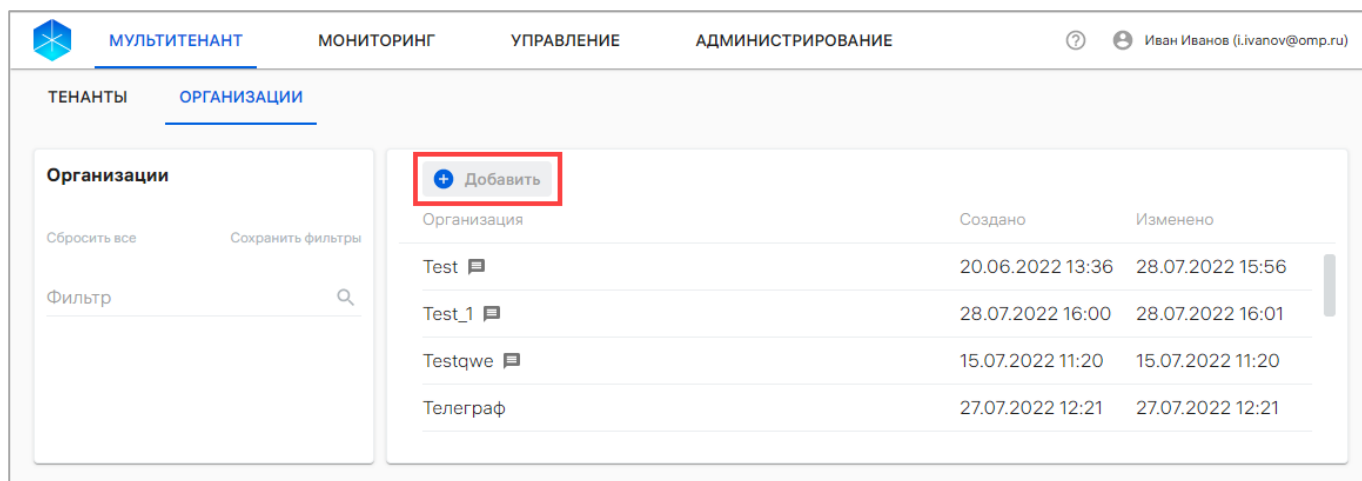 МУЛЬТИТЕНАНТ МОНИТОРИНГ УПРАВЛЕНИЕ АДМИНИСТРИРОВАНИЕ Иван Иванов (i.ivanov@omp.ru)
ТЕНАНТЫ ОРГАНИЗАЦИИ
Организации
Сбросить все Сохранить фильтры
Фильтр
Добавить
Организация Создано Изменено
Test 20.06.2022 13:36 28.07.2022 15:56
Test_1 28.07.2022 16:00 28.07.2022 16:01
Testqwe 15.07.2022 11:20 15.07.2022 11:20
Телеграф 27.07.2022 12:21 27.07.2022 12:21